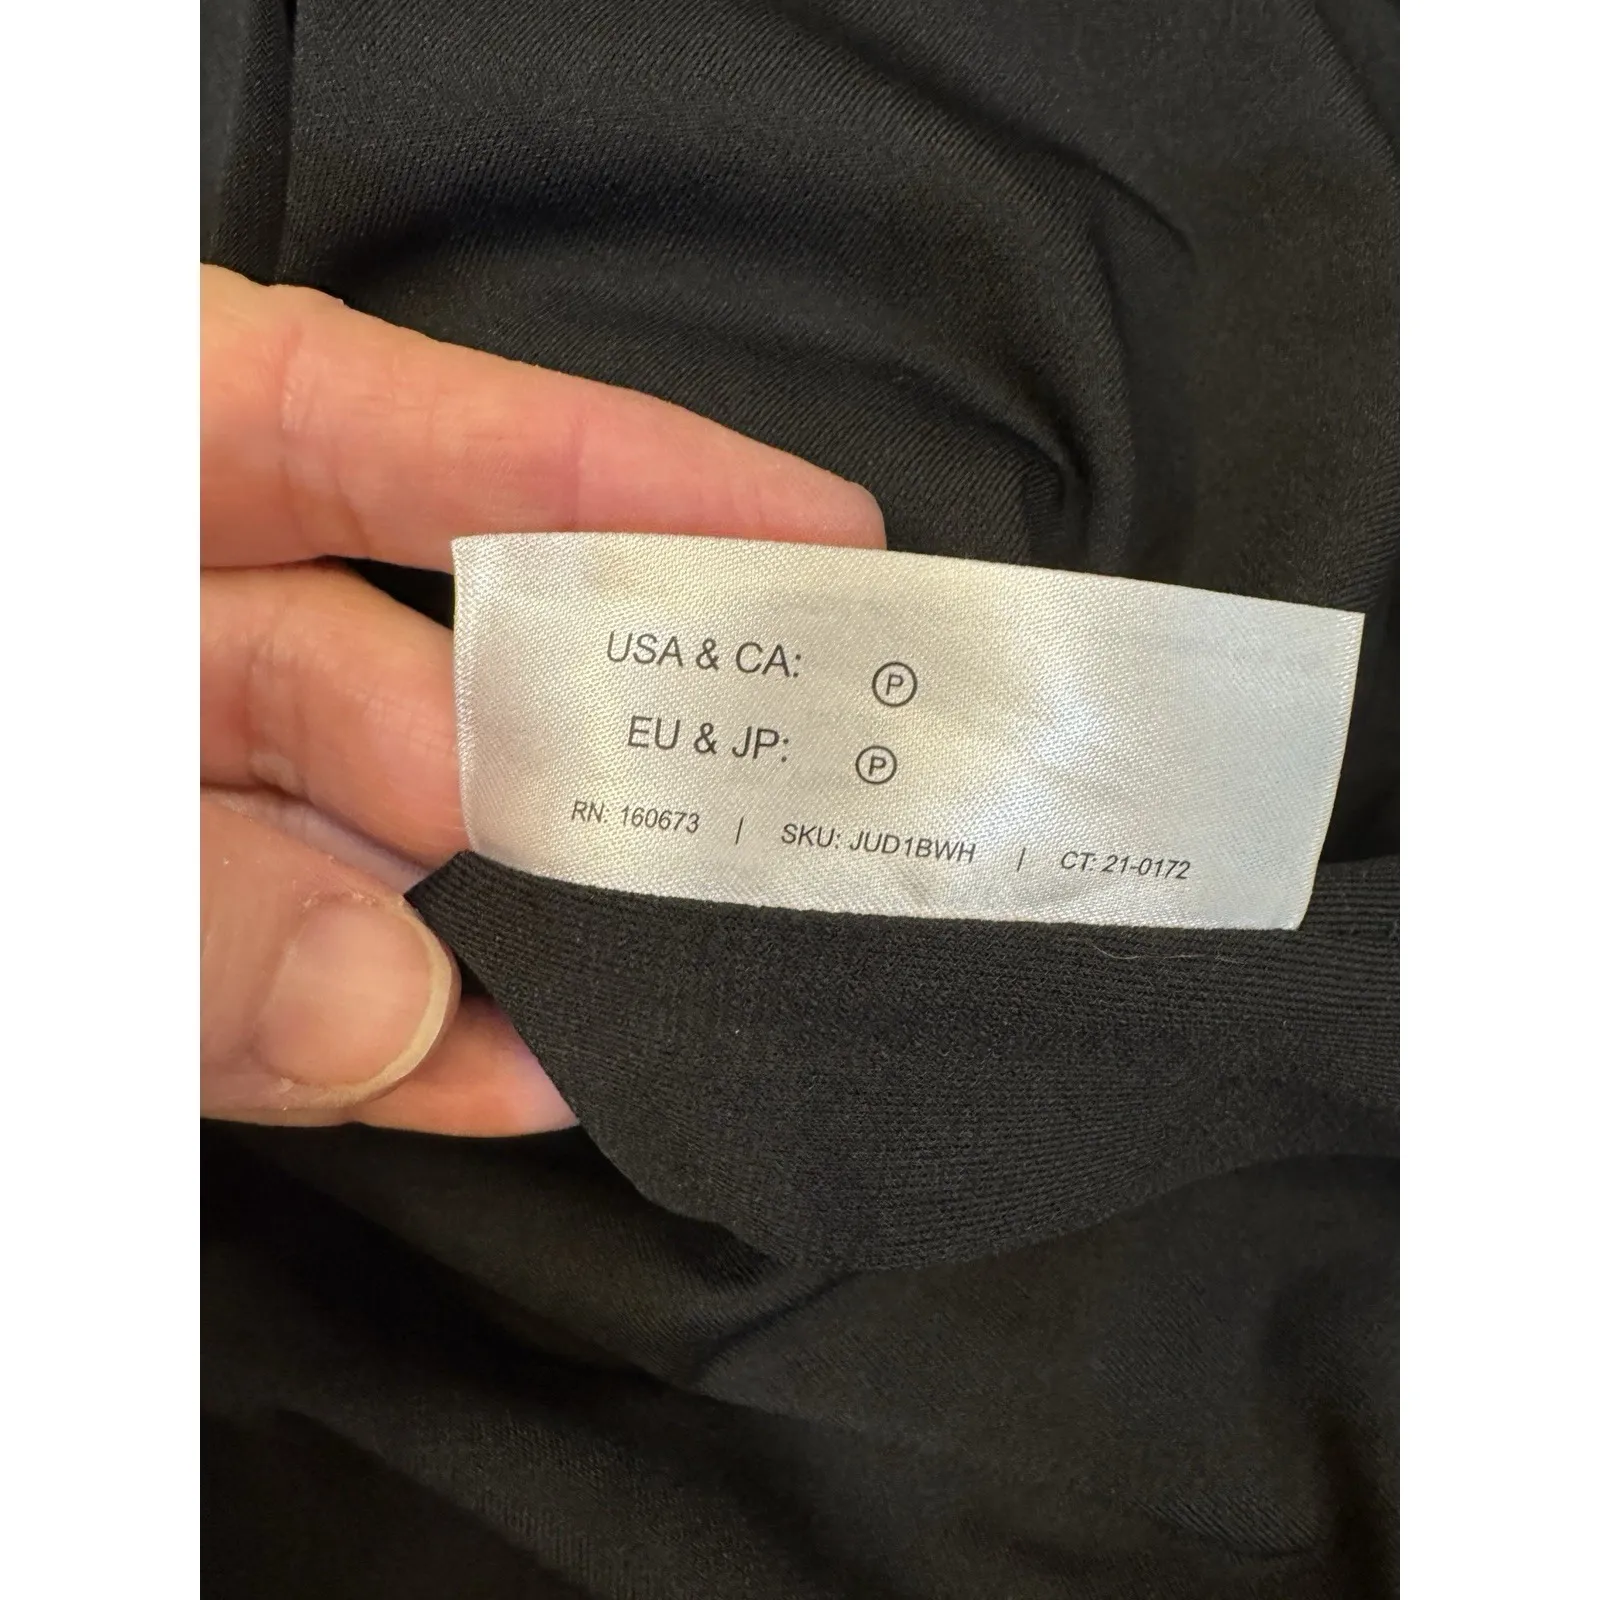 USA & CA: Ⓟ
EU & JP: Ⓟ
RN: 160673 | SKU: JUD1BWH | CT: 21-0172